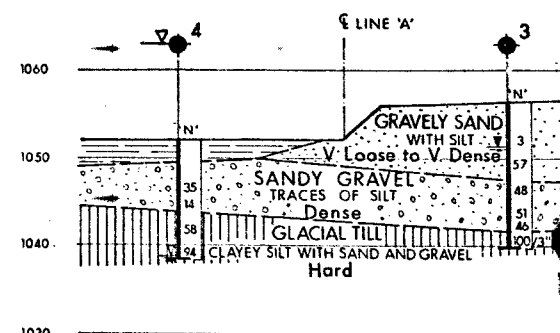 4
℄ LINE 'A'
3
1060
'N'
GRAVELY SAND
WITH SILT
3
1050
V. Loose to V. Dense
57
SANDY GRAVEL
35
TRACES OF SILT
48
14
Dense
51
58
GLACIAL TILL
46
1040
100/3"
94
CLAYEY SILT WITH SAND AND GRAVEL
Hard
1030